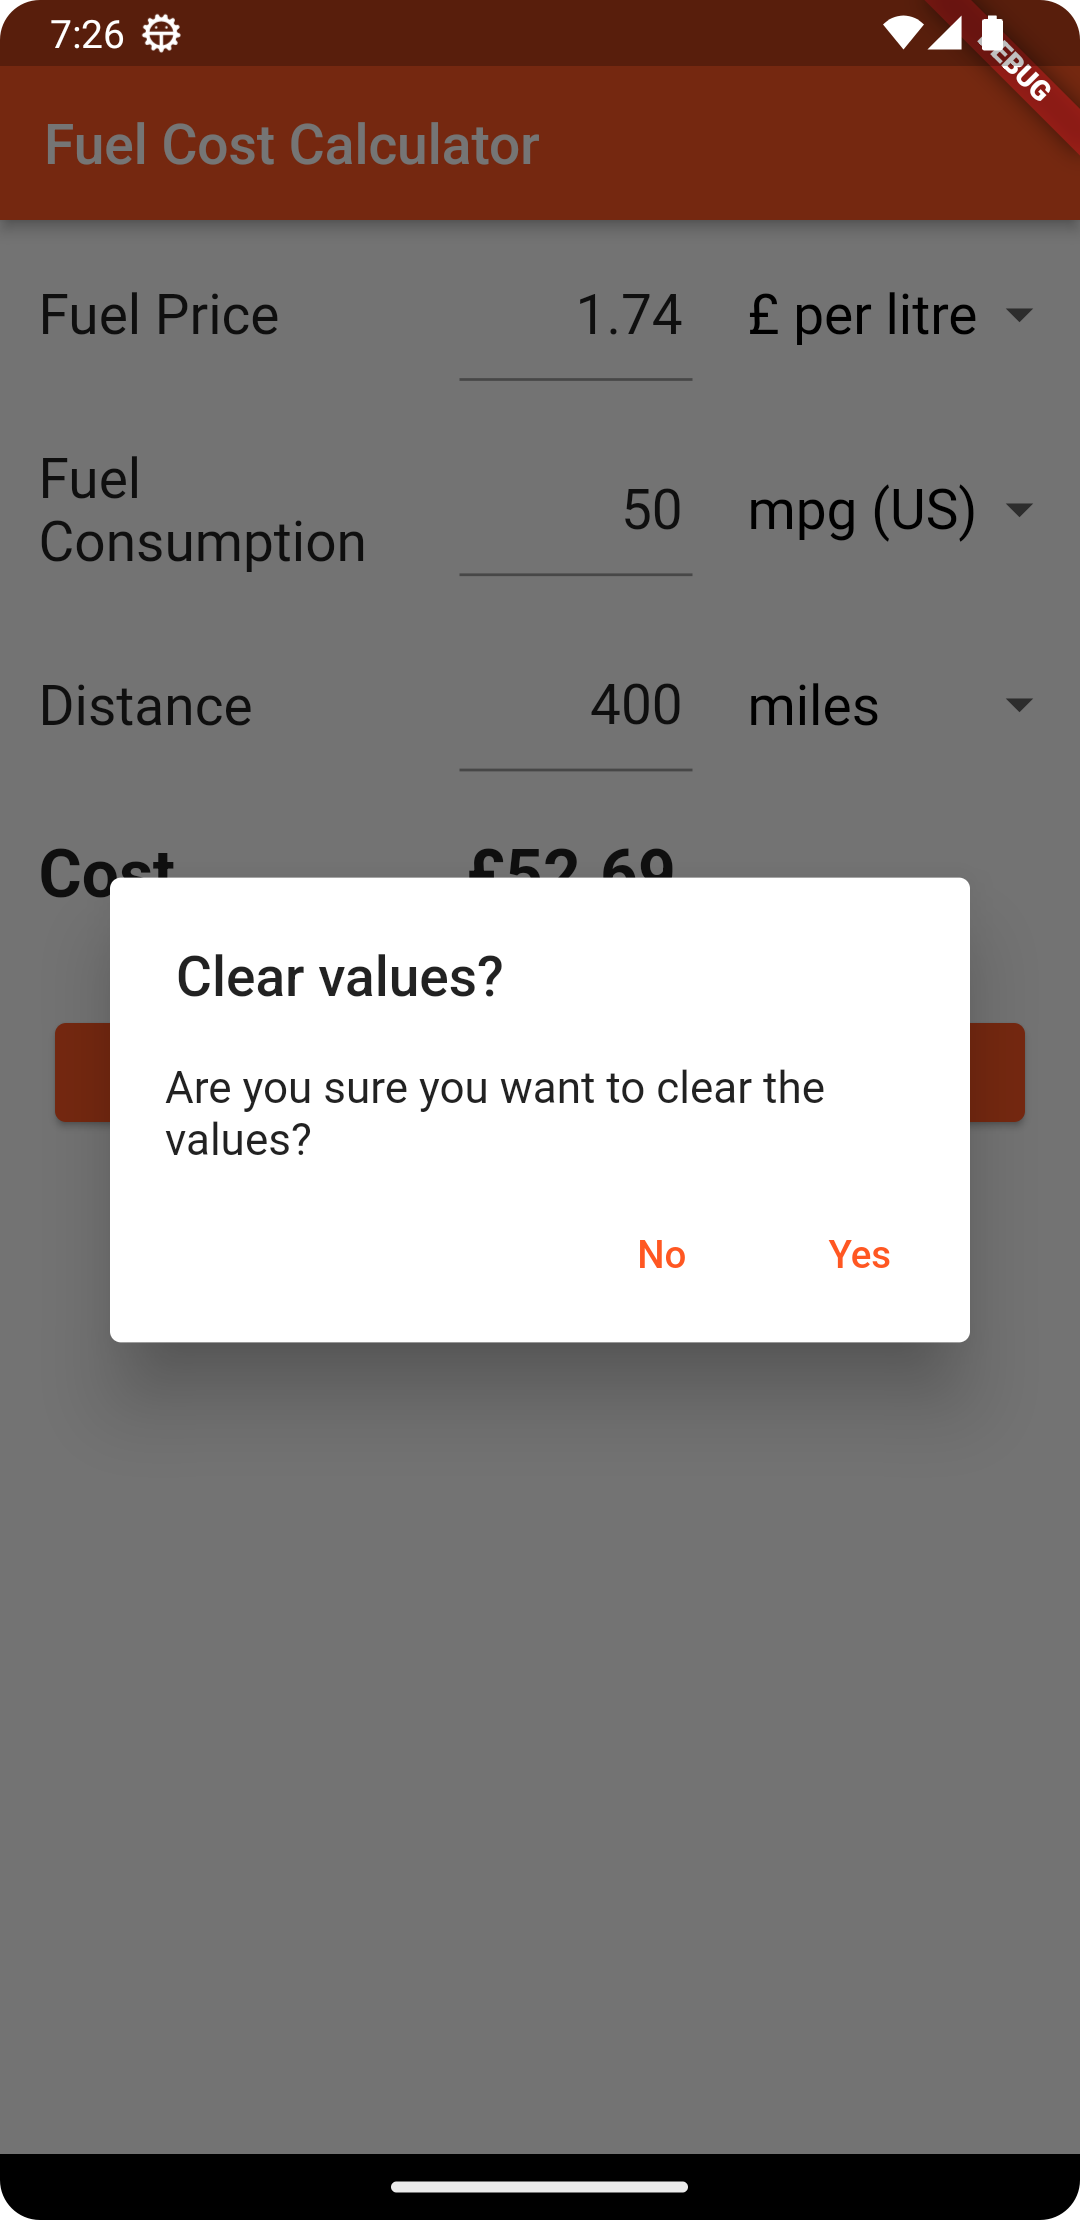 7:26
DEBUG
Fuel Cost Calculator
Fuel Price 1.74 £ per litre
Fuel
Consumption 50 mpg (US)
Distance 400 miles
Cost £52.69
Clear values?
Are you sure you want to clear the
values?
No Yes